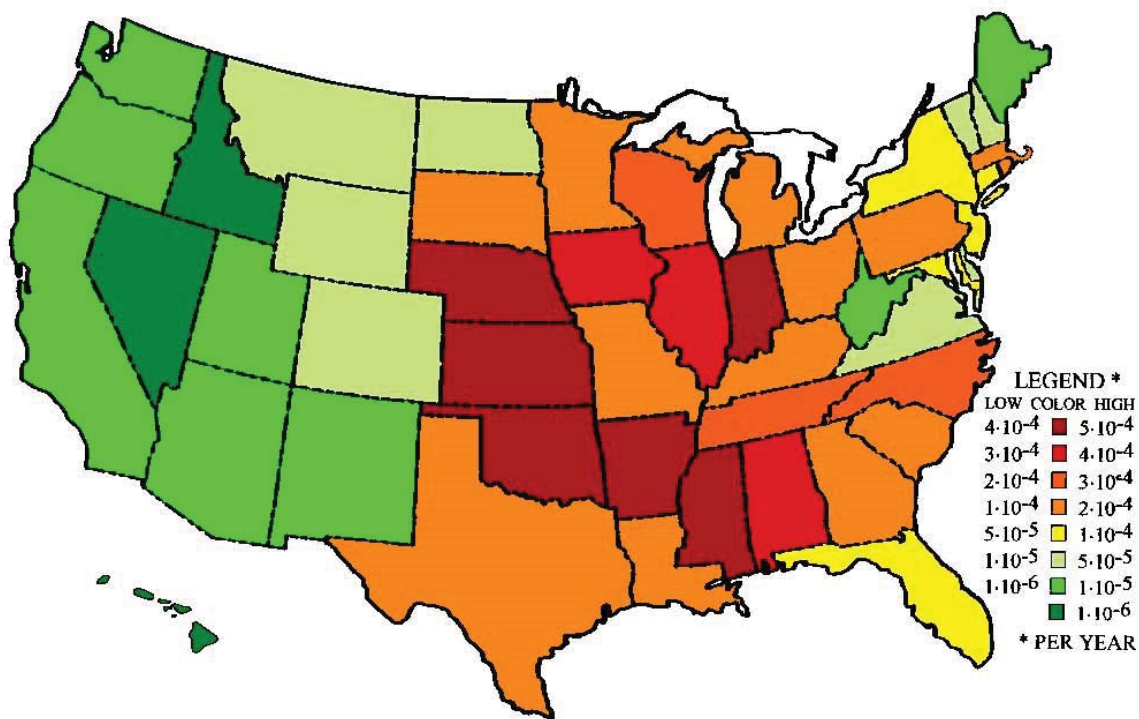 LEGEND *
LOW COLOR HIGH
4·10⁻⁴ 5·10⁻⁴
3·10⁻⁴ 4·10⁻⁴
2·10⁻⁴ 3·10⁻⁴
1·10⁻⁴ 2·10⁻⁴
5·10⁻⁵ 1·10⁻⁴
1·10⁻⁵ 5·10⁻⁵
1·10⁻⁶ 1·10⁻⁵
1·10⁻⁶
* PER YEAR